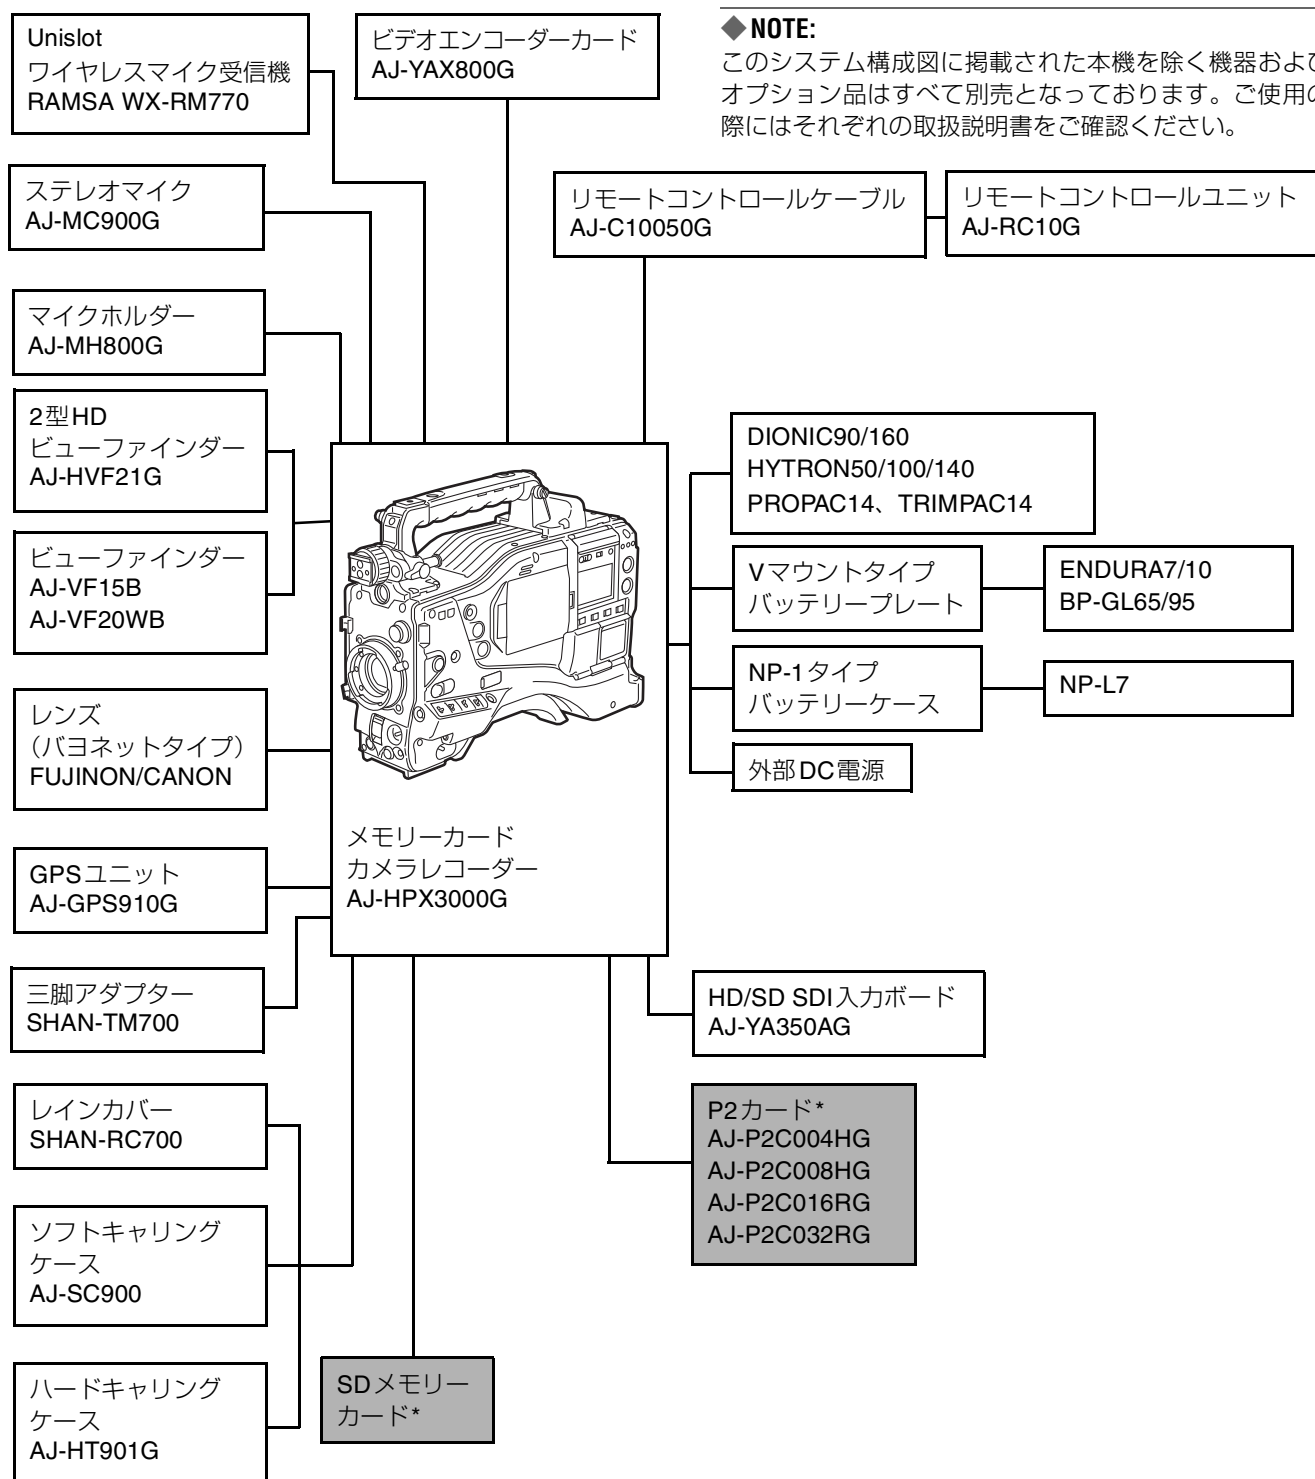 Unislot
ワイヤレスマイク受信機
RAMSA WX-RM770
ビデオエンコーダーカード
AJ-YAX800G
◆NOTE:
このシステム構成図に掲載された本機を除く機器および
オプション品はすべて別売となっております。ご使用の
際にはそれぞれの取扱説明書をご確認ください。
ステレオマイク
AJ-MC900G
リモートコントロールケーブル
AJ-C10050G
リモートコントロールユニット
AJ-RC10G
マイクホルダー
AJ-MH800G
2型HD
ビューファインダー
AJ-HVF21G
ビューファインダー
AJ-VF15B
AJ-VF20WB
レンズ
（バヨネットタイプ）
FUJINON/CANON
GPSユニット
AJ-GPS910G
三脚アダプター
SHAN-TM700
レインカバー
SHAN-RC700
ソフトキャリング
ケース
AJ-SC900
ハードキャリング
ケース
AJ-HT901G
メモリーカード
カメラレコーダー
AJ-HPX3000G
DIONIC90/160
HYTRON50/100/140
PROPAC14、TRIMPAC14
Vマウントタイプ
バッテリープレート
ENDURA7/10
BP-GL65/95
NP-1タイプ
バッテリーケース
NP-L7
外部DC電源
HD/SD SDI入力ボード
AJ-YA350AG
P2カード*
AJ-P2C004HG
AJ-P2C008HG
AJ-P2C016RG
AJ-P2C032RG
SDメモリー
カード*